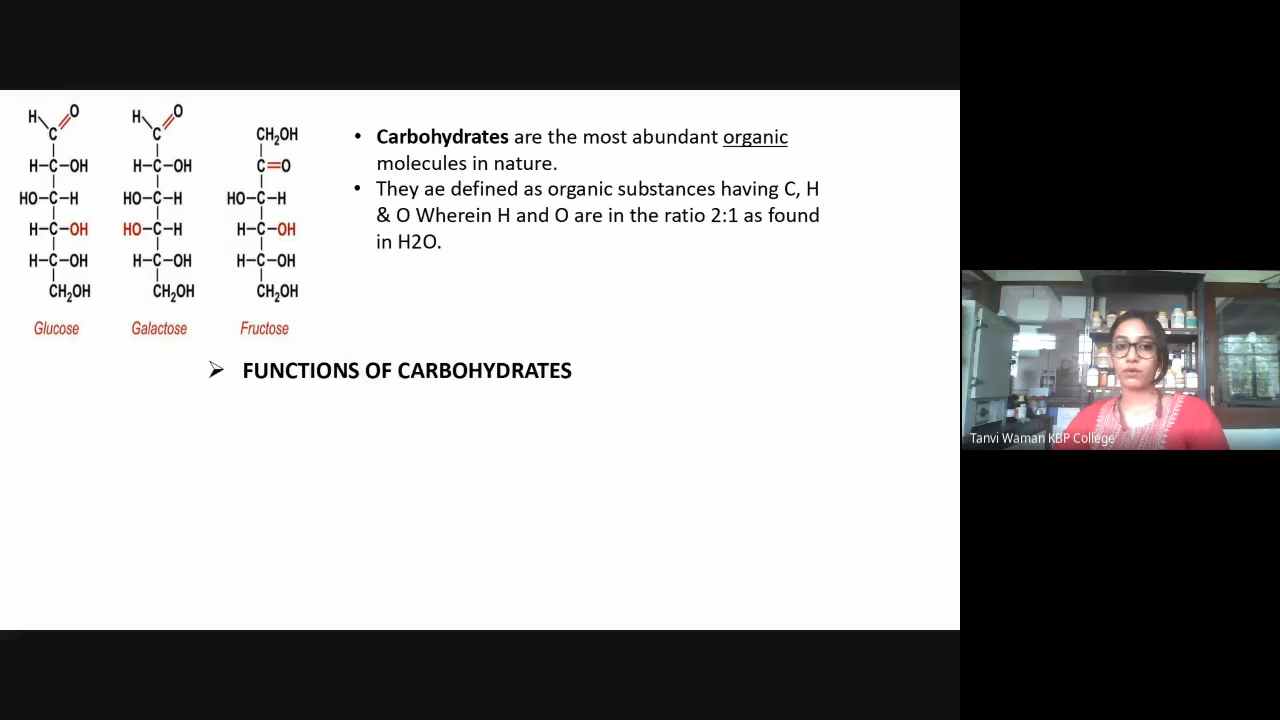 H O H O
C C CH₂OH
H–C–OH H–C–OH C=O
HO–C–H HO–C–H HO–C–H
H–C–OH HO–C–H H–C–OH
H–C–OH H–C–OH H–C–OH
CH₂OH CH₂OH CH₂OH
Glucose Galactose Fructose
• Carbohydrates are the most abundant organic
molecules in nature.
• They ae defined as organic substances having C, H
& O Wherein H and O are in the ratio 2:1 as found
in H2O.
➢ FUNCTIONS OF CARBOHYDRATES
Tanvi Waman KBP College